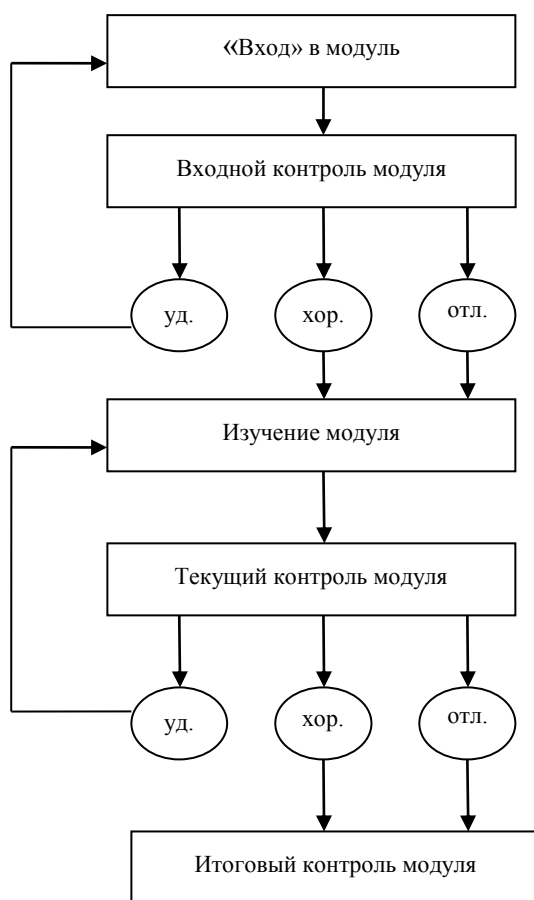 «Вход» в модуль
Входной контроль модуля
уд. хор. отл.
Изучение модуля
Текущий контроль модуля
уд. хор. отл.
Итоговый контроль модуля